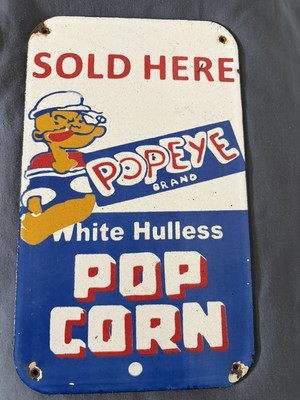 SOLD HERE
POPEYE
BRAND
White Hulless
POP
CORN